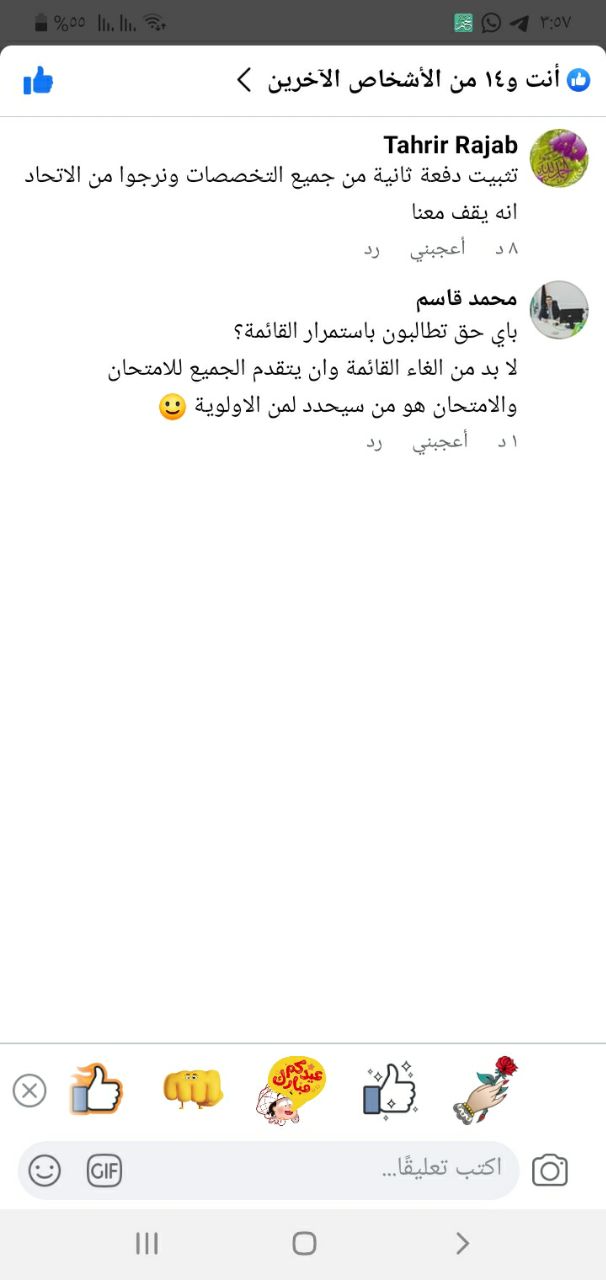 %٥٥
٣:٥٧
أنت و١٤ من الأشخاص الآخرين
Tahrir Rajab
تثبيت دفعة ثانية من جميع التخصصات ونرجوا من الاتحاد
انه يقف معنا
٨ د أعجبني رد
محمد قاسم
باي حق تطالبون باستمرار القائمة؟
لا بد من الغاء القائمة وان يتقدم الجميع للامتحان
والامتحان هو من سيحدد لمن الاولوية 🙂
١ د أعجبني رد
عيدكم
مبارك
اكتب تعليقًا...
GIF